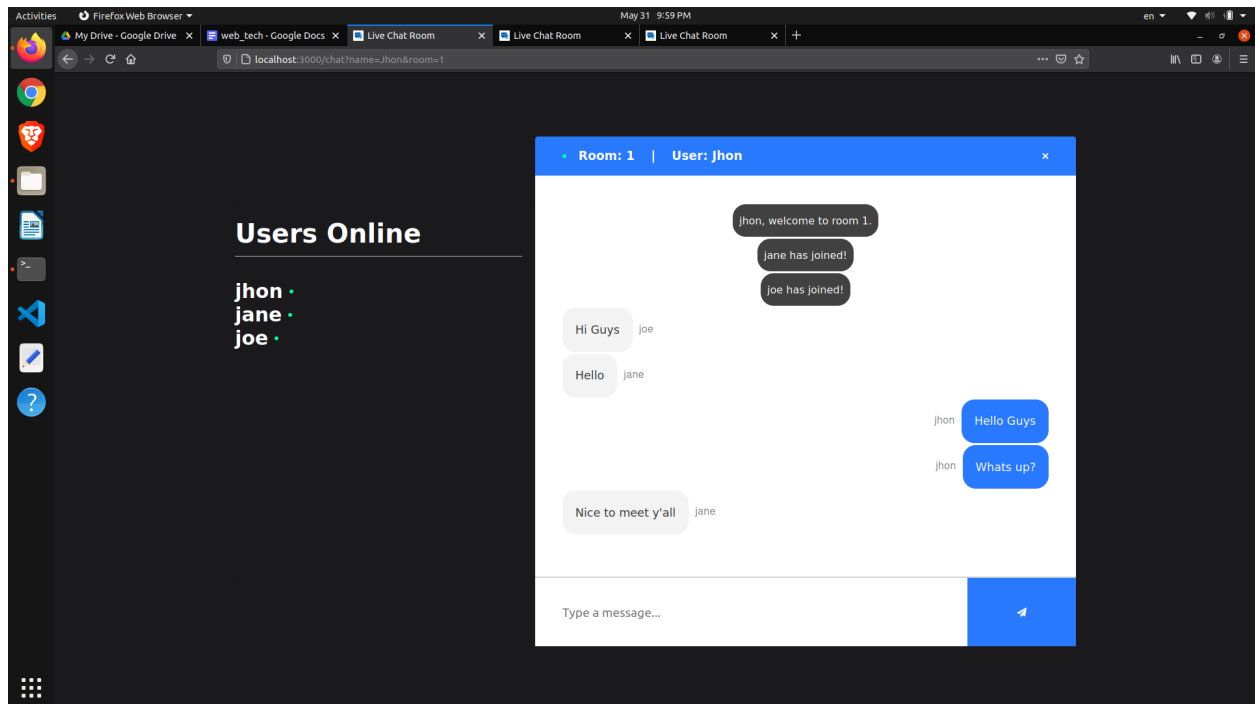 Activities Firefox Web Browser May 31 9:59 PM en
My Drive - Google Drive web_tech - Google Docs Live Chat Room Live Chat Room Live Chat Room
localhost:3000/chat?name=Jhon&room=1
Room: 1 | User: Jhon
jhon, welcome to room 1.
Users Online
jane has joined!
jhon
joe has joined!
jane
joe
Hi Guys joe
Hello jane
jhon Hello Guys
jhon Whats up?
Nice to meet y'all jane
Type a message...